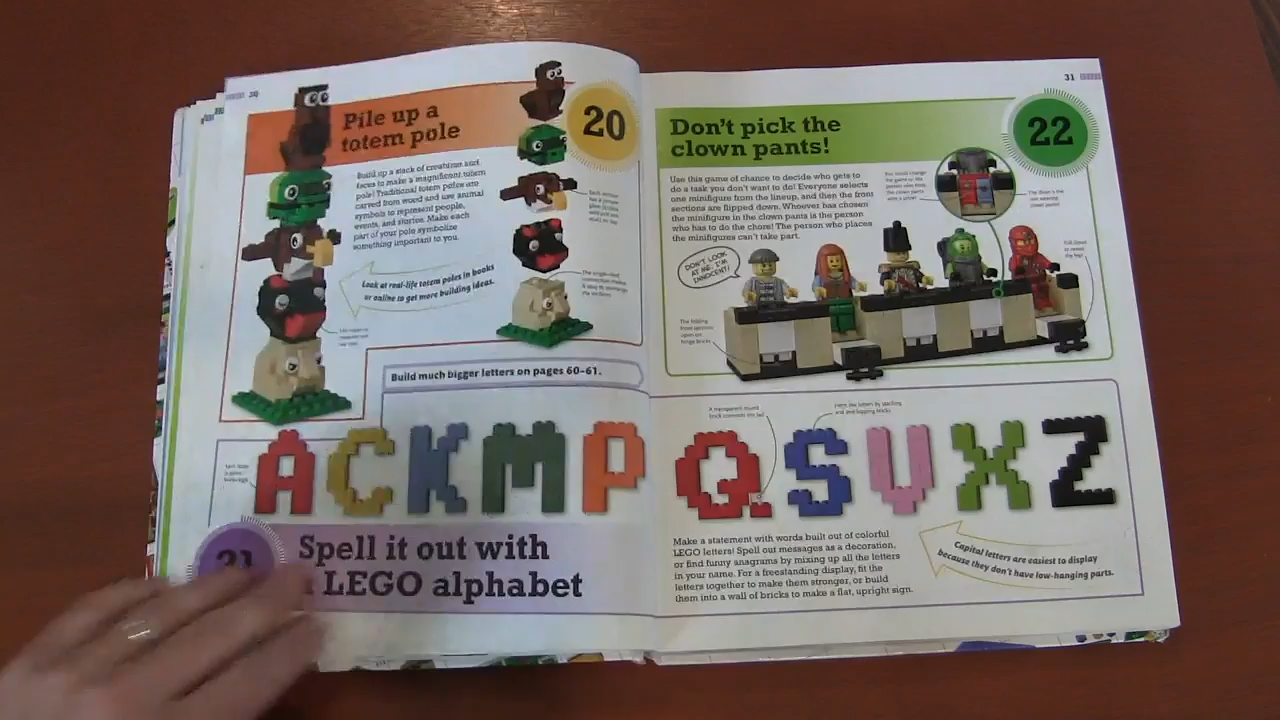 30
Pile up a
totem pole
20
Build up a stack of creatures and
faces to make a magnificent totem
pole! Traditional totem poles are
carved from wood and use animal
symbols to represent people,
events, and stories. Make each
part of your pole symbolize
something important to you.
Look at real-life totem poles in books
or online to get more building ideas.
Build much bigger letters on pages 60–61.
A C K M P
21
Spell it out with
LEGO alphabet
31
Don't pick the
clown pants!
22
Use this game of chance to decide who gets to
do a task you don't want to do! Everyone selects
one minifigure from the lineup, and then the front
sections are flipped down. Whoever has chosen
the minifigure in the clown pants is the person
who has to do the chore! The person who places
the minifigures can't take part.
DON'T LOOK
AT ME. I'M
INNOCENT!
Q S V X Z
Make a statement with words built out of colorful
LEGO letters! Spell out messages as a decoration,
or find funny anagrams by mixing up all the letters
in your name. For a freestanding display, fit the
letters together to make them stronger, or build
them into a wall of bricks to make a flat, upright sign.
Capital letters are easiest to display
because they don't have low-hanging parts.